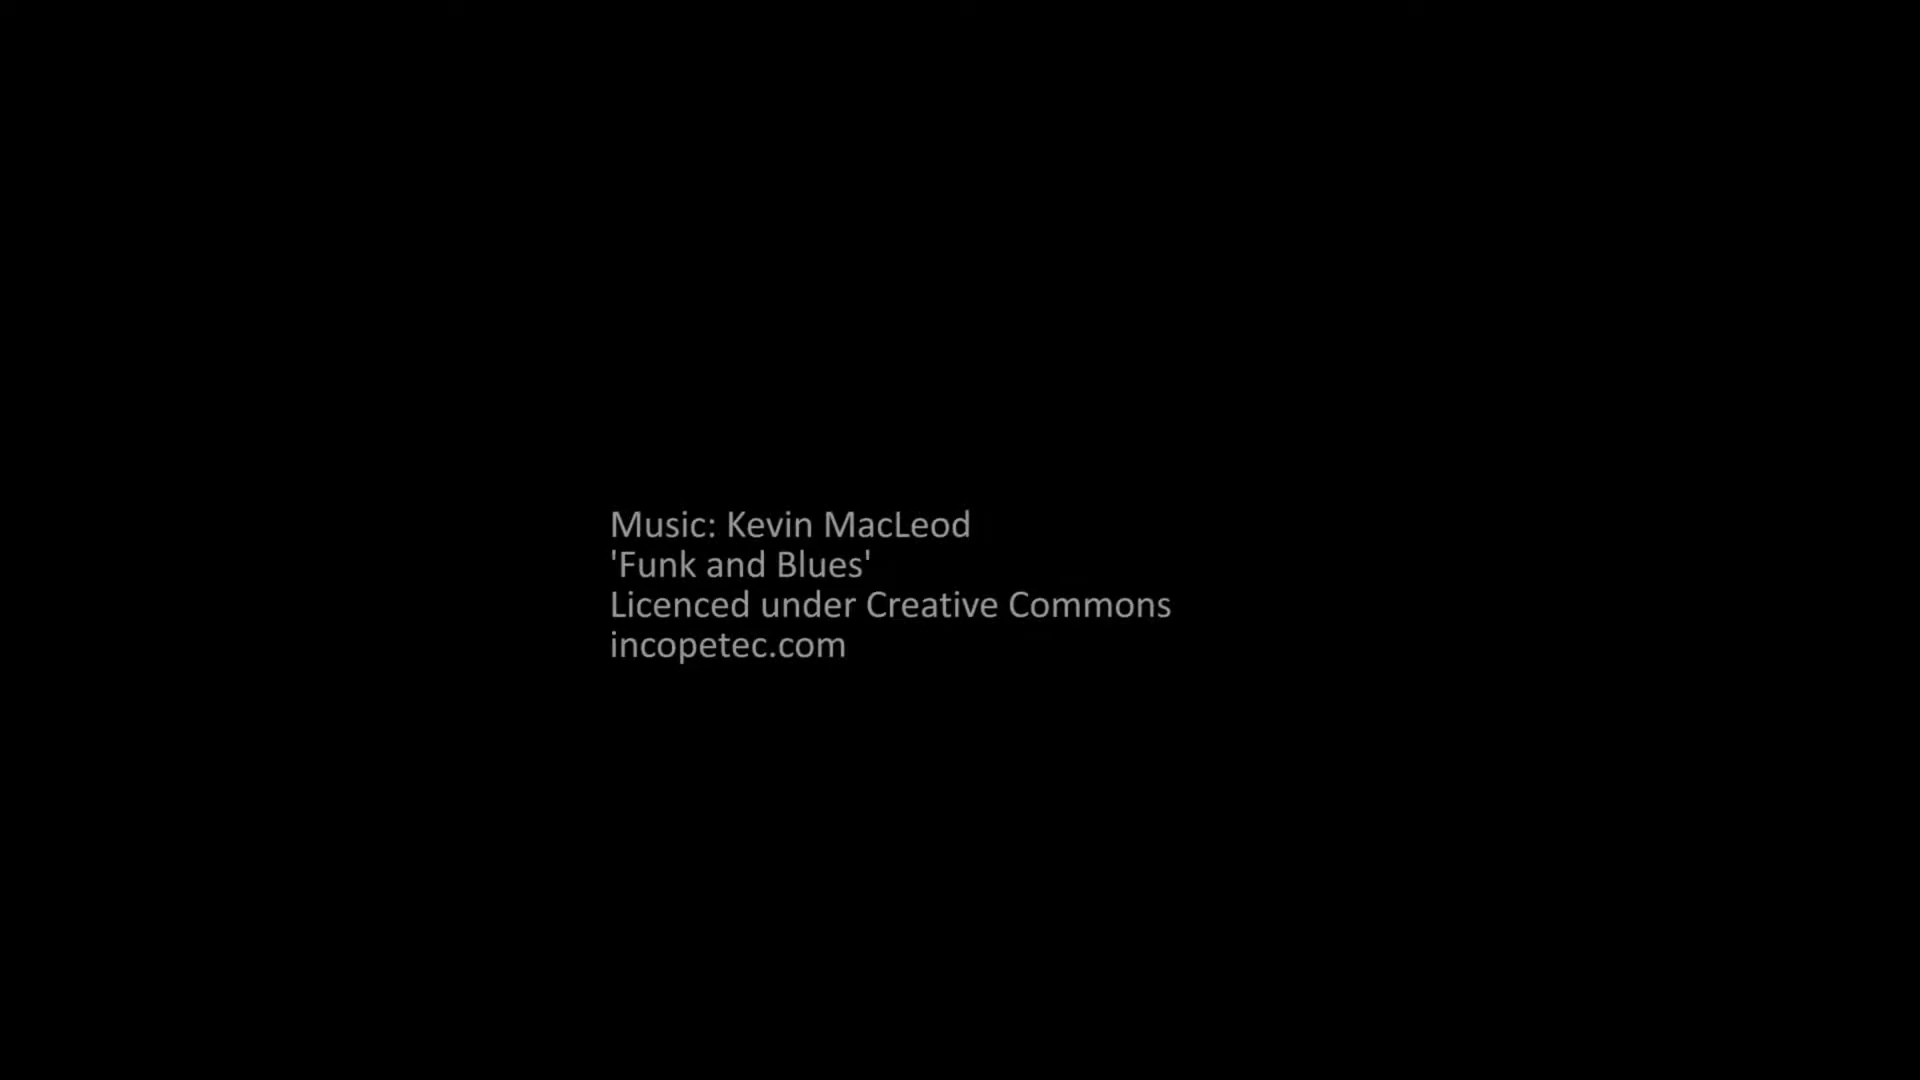 Music: Kevin MacLeod
'Funk and Blues'
Licenced under Creative Commons
incopetec.com